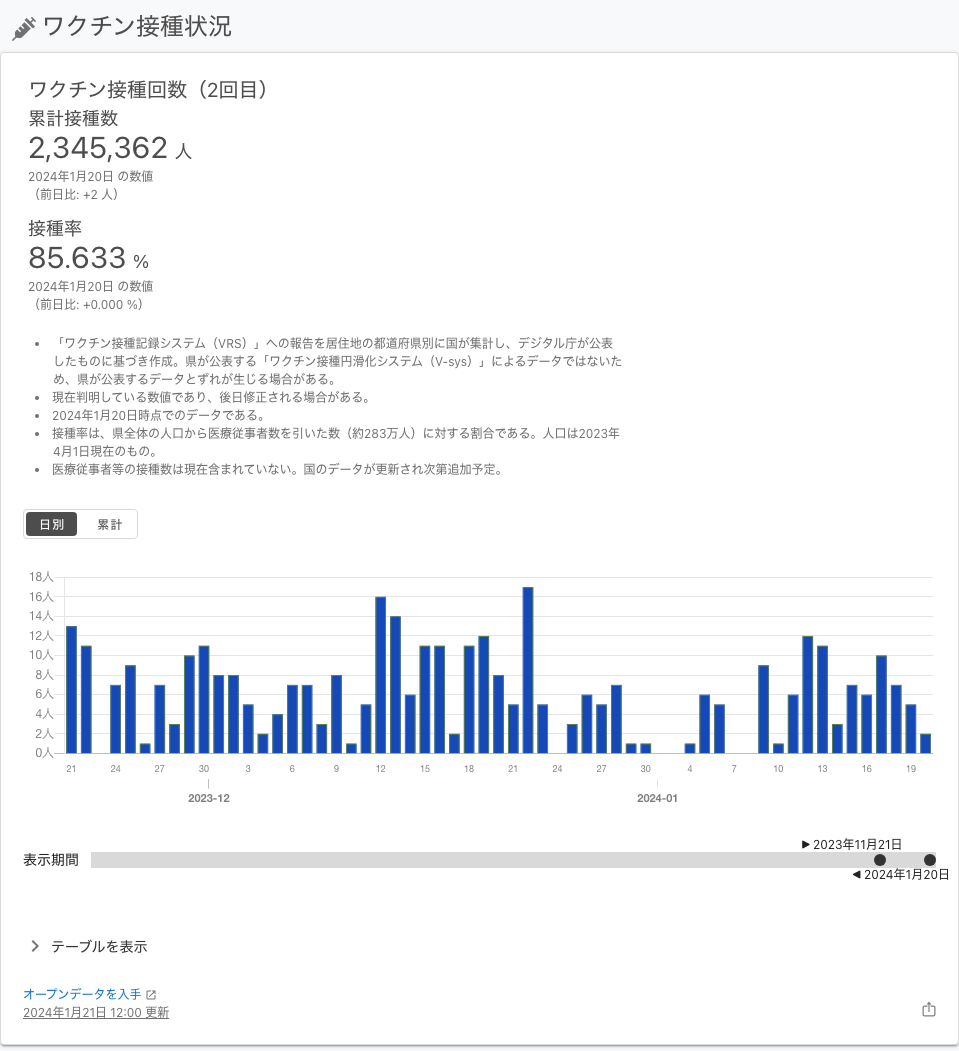 ワクチン接種状況
ワクチン接種回数（2回目）
累計接種数
2,345,362 人
2024年1月20日 の数値
（前日比: +2 人）
接種率
85.633 %
2024年1月20日 の数値
（前日比: +0.000 %）
• 「ワクチン接種記録システム（VRS）」への報告を居住地の都道府県別に国が集計し、デジタル庁が公表
したものに基づき作成。県が公表する「ワクチン接種円滑化システム（V-sys）」によるデータではないた
め、県が公表するデータとずれが生じる場合がある。
• 現在判明している数値であり、後日修正される場合がある。
• 2024年1月20日時点でのデータである。
• 接種率は、県全体の人口から医療従事者数を引いた数（約283万人）に対する割合である。人口は2023年
4月1日現在のもの。
• 医療従事者等の接種数は現在含まれていない。国のデータが更新され次第追加予定。
日別 累計
18人
16人
14人
12人
10人
8人
6人
4人
2人
0人
21 24 27 30 3 6 9 12 15 18 21 24 27 30 4 7 10 13 16 19
2023-12 2024-01
▶ 2023年11月21日
表示期間
◀ 2024年1月20日
テーブルを表示
オープンデータを入手
2024年1月21日 12:00 更新